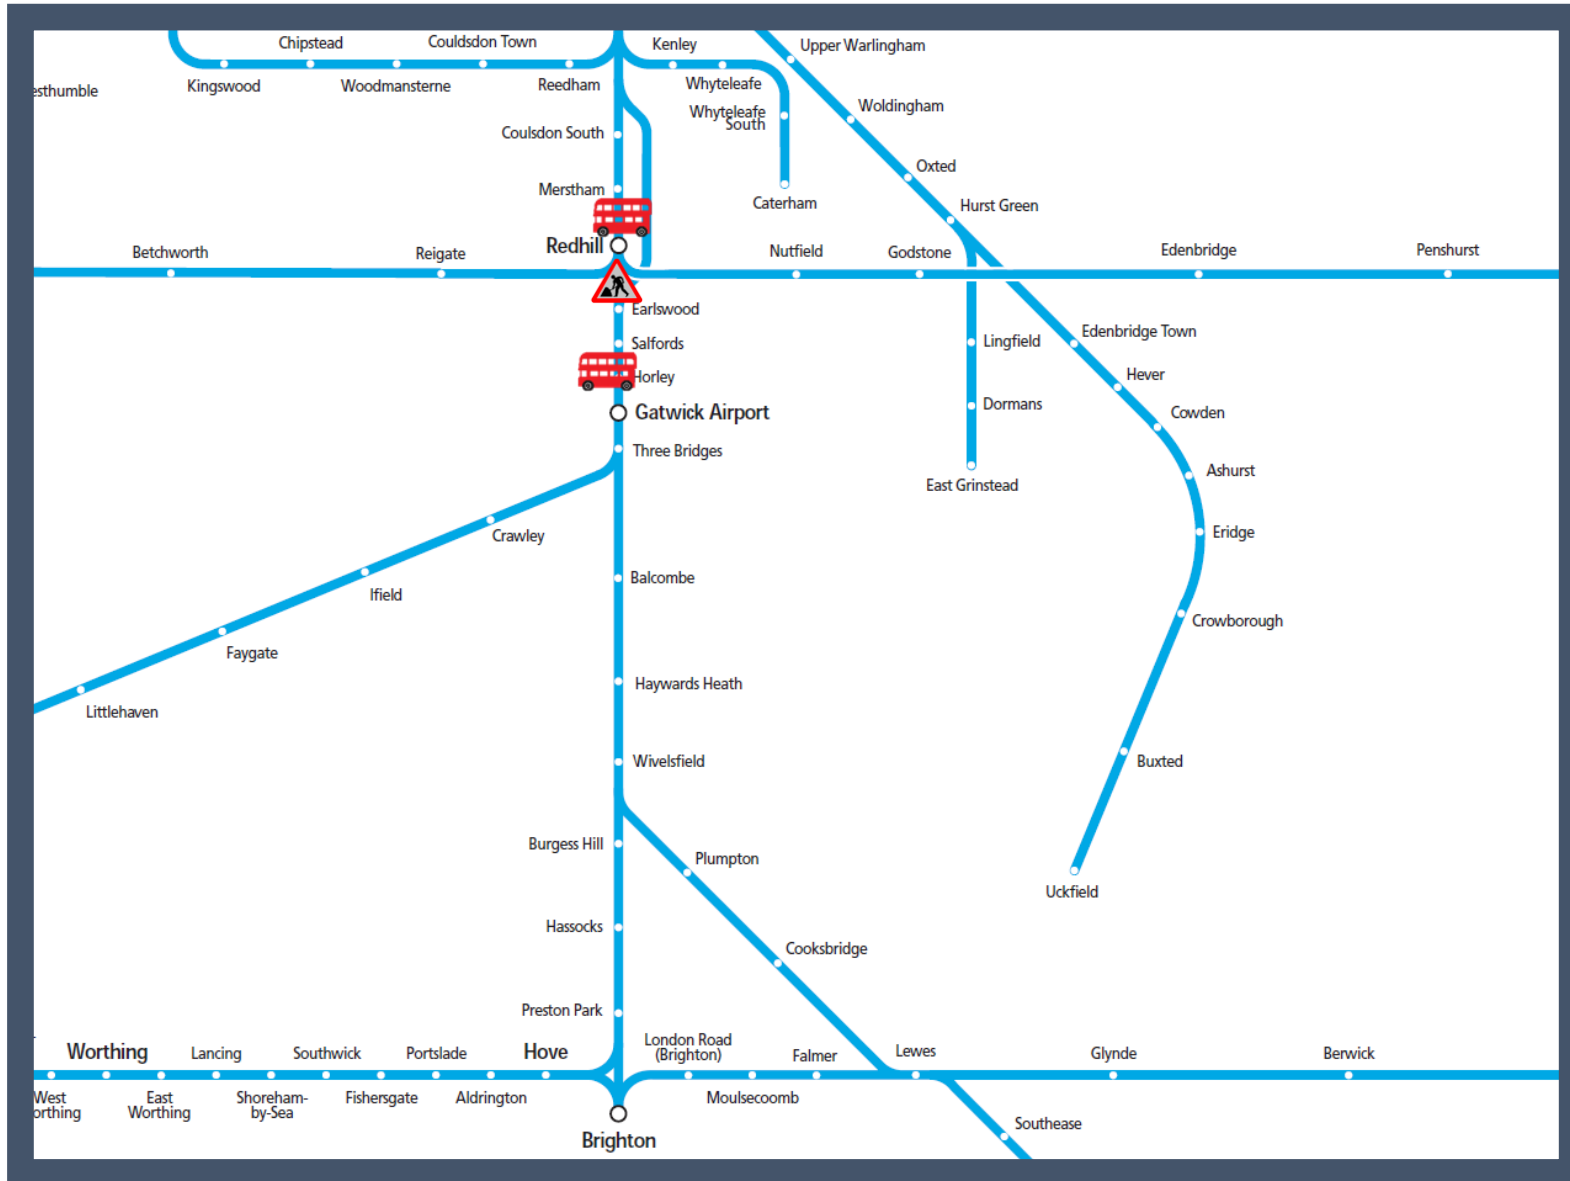 Chipstead
Couldsdon Town
Kenley
Upper Warlingham
esthumble
Kingswood
Woodmansterne
Reedham
Whyteleafe
Woldingham
Whyteleafe
South
Coulsdon South
Oxted
Merstham
Caterham
Hurst Green
Redhill
Betchworth
Reigate
Nutfield
Godstone
Edenbridge
Penshurst
Earlswood
Salfords
Lingfield
Edenbridge Town
Horley
Hever
Gatwick Airport
Dormans
Cowden
Three Bridges
Ashurst
East Grinstead
Crawley
Eridge
Balcombe
Ifield
Crowborough
Faygate
Haywards Heath
Littlehaven
Wivelsfield
Buxted
Burgess Hill
Plumpton
Uckfield
Hassocks
Cooksbridge
Preston Park
Worthing
Lancing
Southwick
Portslade
Hove
London Road
(Brighton)
Falmer
Lewes
Glynde
Berwick
West
orthing
East
Worthing
Shoreham-
by-Sea
Fishersgate
Aldrington
Moulsecoomb
Southease
Brighton